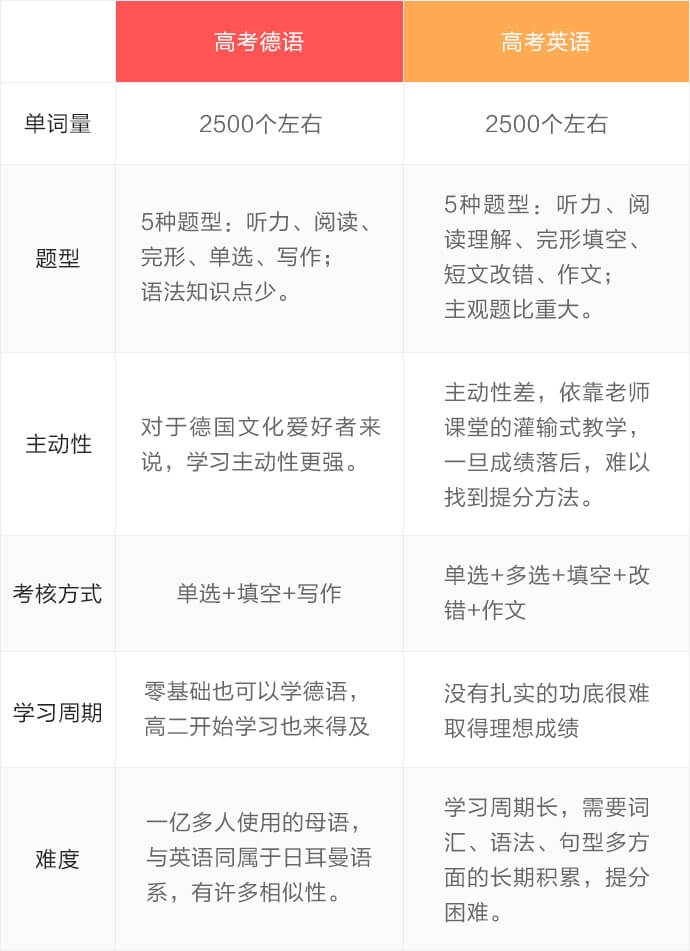 高考德语
高考英语
单词量
2500个左右
2500个左右
题型
5种题型：听力、阅读、
完形、单选、写作；
语法知识点少。
5种题型：听力、阅
读理解、完形填空、
短文改错、作文；
主观题比重大。
主动性
对于德国文化爱好者来
说，学习主动性更强。
主动性差，依靠老师
课堂的灌输式教学，
一旦成绩落后，难以
找到提分方法。
考核方式
单选+填空+写作
单选+多选+填空+改
错+作文
学习周期
零基础也可以学德语，
高二开始学习也来得及
没有扎实的功底很难
取得理想成绩
难度
一亿多人使用的母语，
与英语同属于日耳曼语
系，有许多相似性。
学习周期长，需要词
汇、语法、句型多方
面的长期积累，提分
困难。